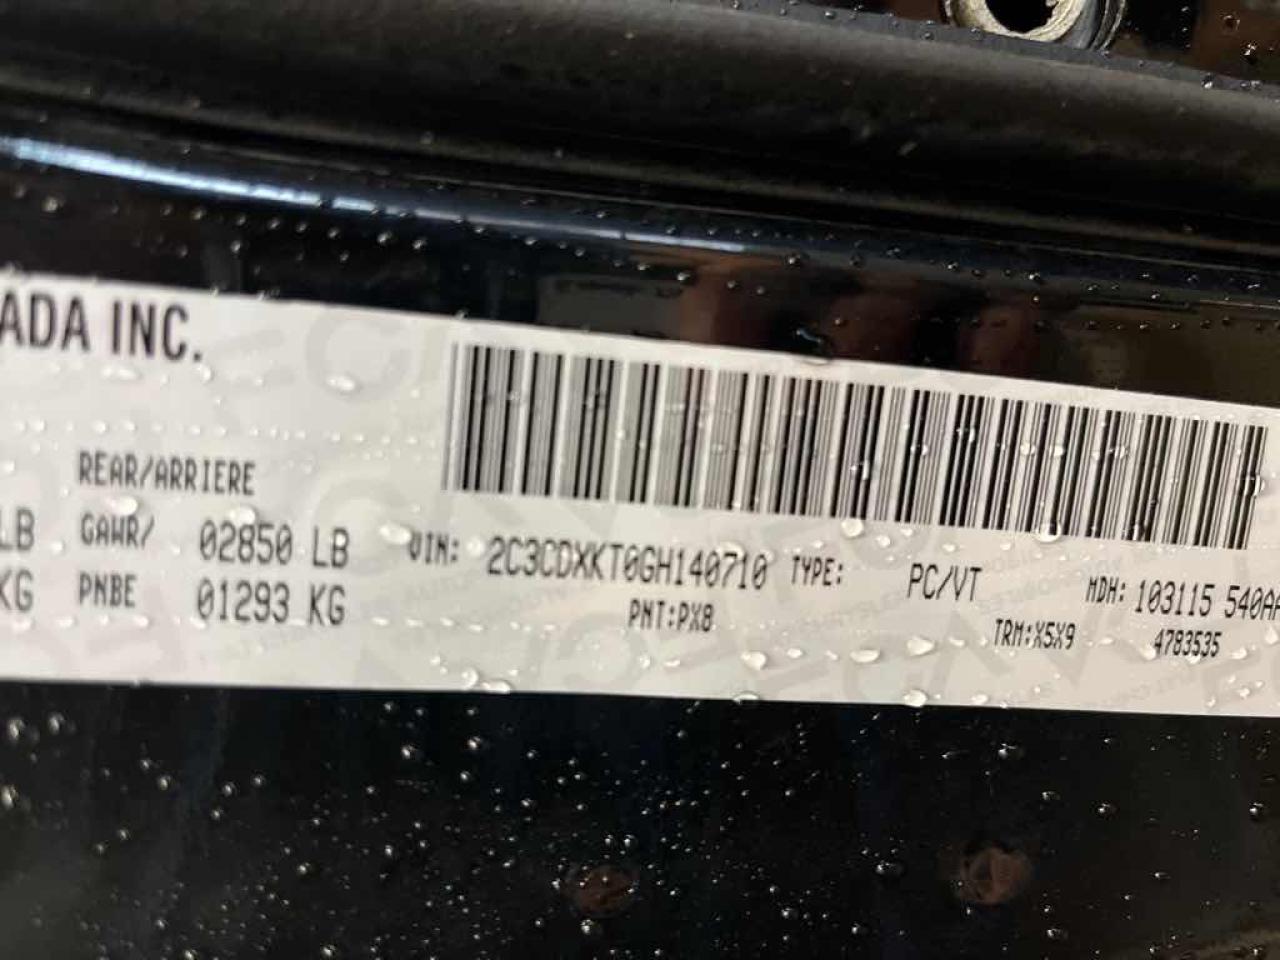 ADA INC.
REAR/ARRIERE
LB GAWR/ 02850 LB VIN: 2C3CDXKT0GH140710 TYPE: PC/VT MDH: 103115 540AA
KG PNBE 01293 KG PNT:PX8 TRM:X5X9 4783535